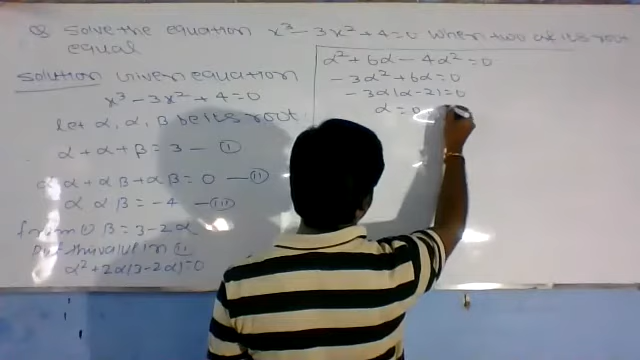 Q Solve the equation x³ - 3x² + 4 = 0 when two of its root
equal
Solution Given equation
x³ - 3x² + 4 = 0
let α, α, β be its root
α + α + β = 3 — (I)
α α + α β + α β = 0 — (II)
α α β = -4 — (III)
from (I) β = 3 - 2α
Put this value in (II)
α² + 2α(3 - 2α) = 0
α² + 6α - 4α² = 0
- 3α² + 6α = 0
- 3α(α - 2) = 0
α = 0